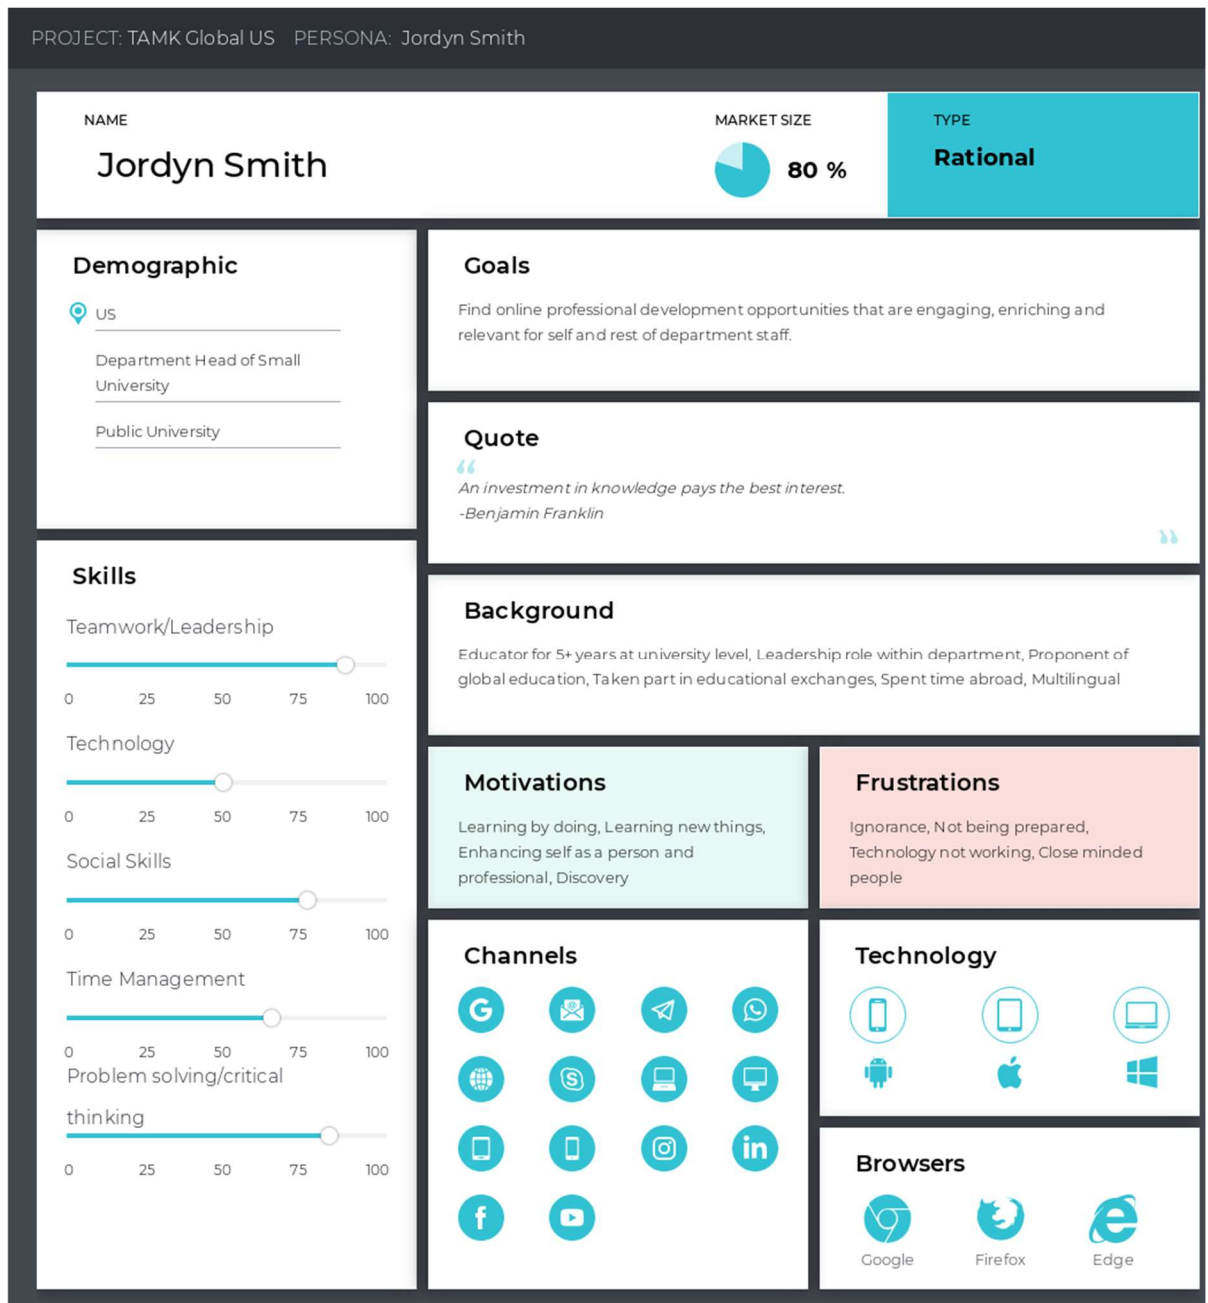 PROJECT: TAMK Global US PERSONA: Jordyn Smith
NAME
Jordyn Smith
MARKET SIZE
80 %
TYPE
Rational
Demographic
US
Department Head of Small
University
Public University
Goals
Find online professional development opportunities that are engaging, enriching and
relevant for self and rest of department staff.
Quote
“
An investment in knowledge pays the best interest.
-Benjamin Franklin
”
Skills
Teamwork/Leadership
0 25 50 75 100
Technology
0 25 50 75 100
Social Skills
0 25 50 75 100
Time Management
0 25 50 75 100
Problem solving/critical
thinking
0 25 50 75 100
Background
Educator for 5+ years at university level, Leadership role within department, Proponent of
global education, Taken part in educational exchanges, Spent time abroad, Multilingual
Motivations
Learning by doing, Learning new things,
Enhancing self as a person and
professional, Discovery
Frustrations
Ignorance, Not being prepared,
Technology not working, Close minded
people
Channels
Technology
Browsers
Google Firefox Edge